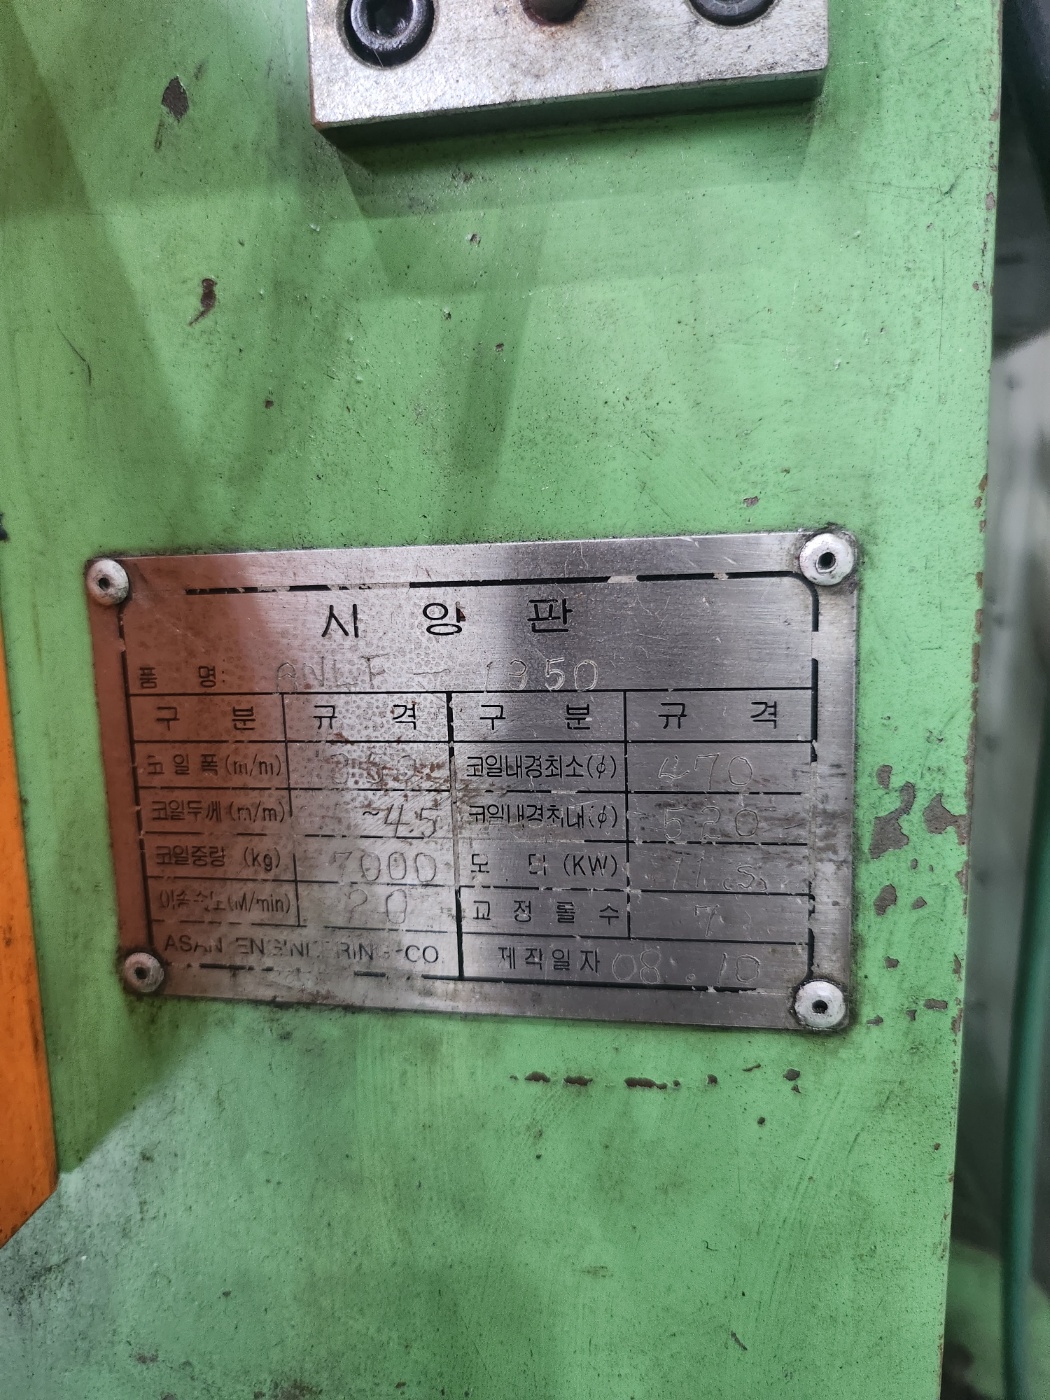 사 양 판
품 명: 1350
구 분 규 격 구 분 규 격
코일폭(m/m) 코일내경최소(φ) 470
코일두께(m/m) ~4.5 코일내경최대(φ) 520
코일중량 (kg) 7000 모 터 (KW)
이송속도(M/min) 20 교 정 롤 수 7
ASAN ENGINEERING CO 제작일자 08.10